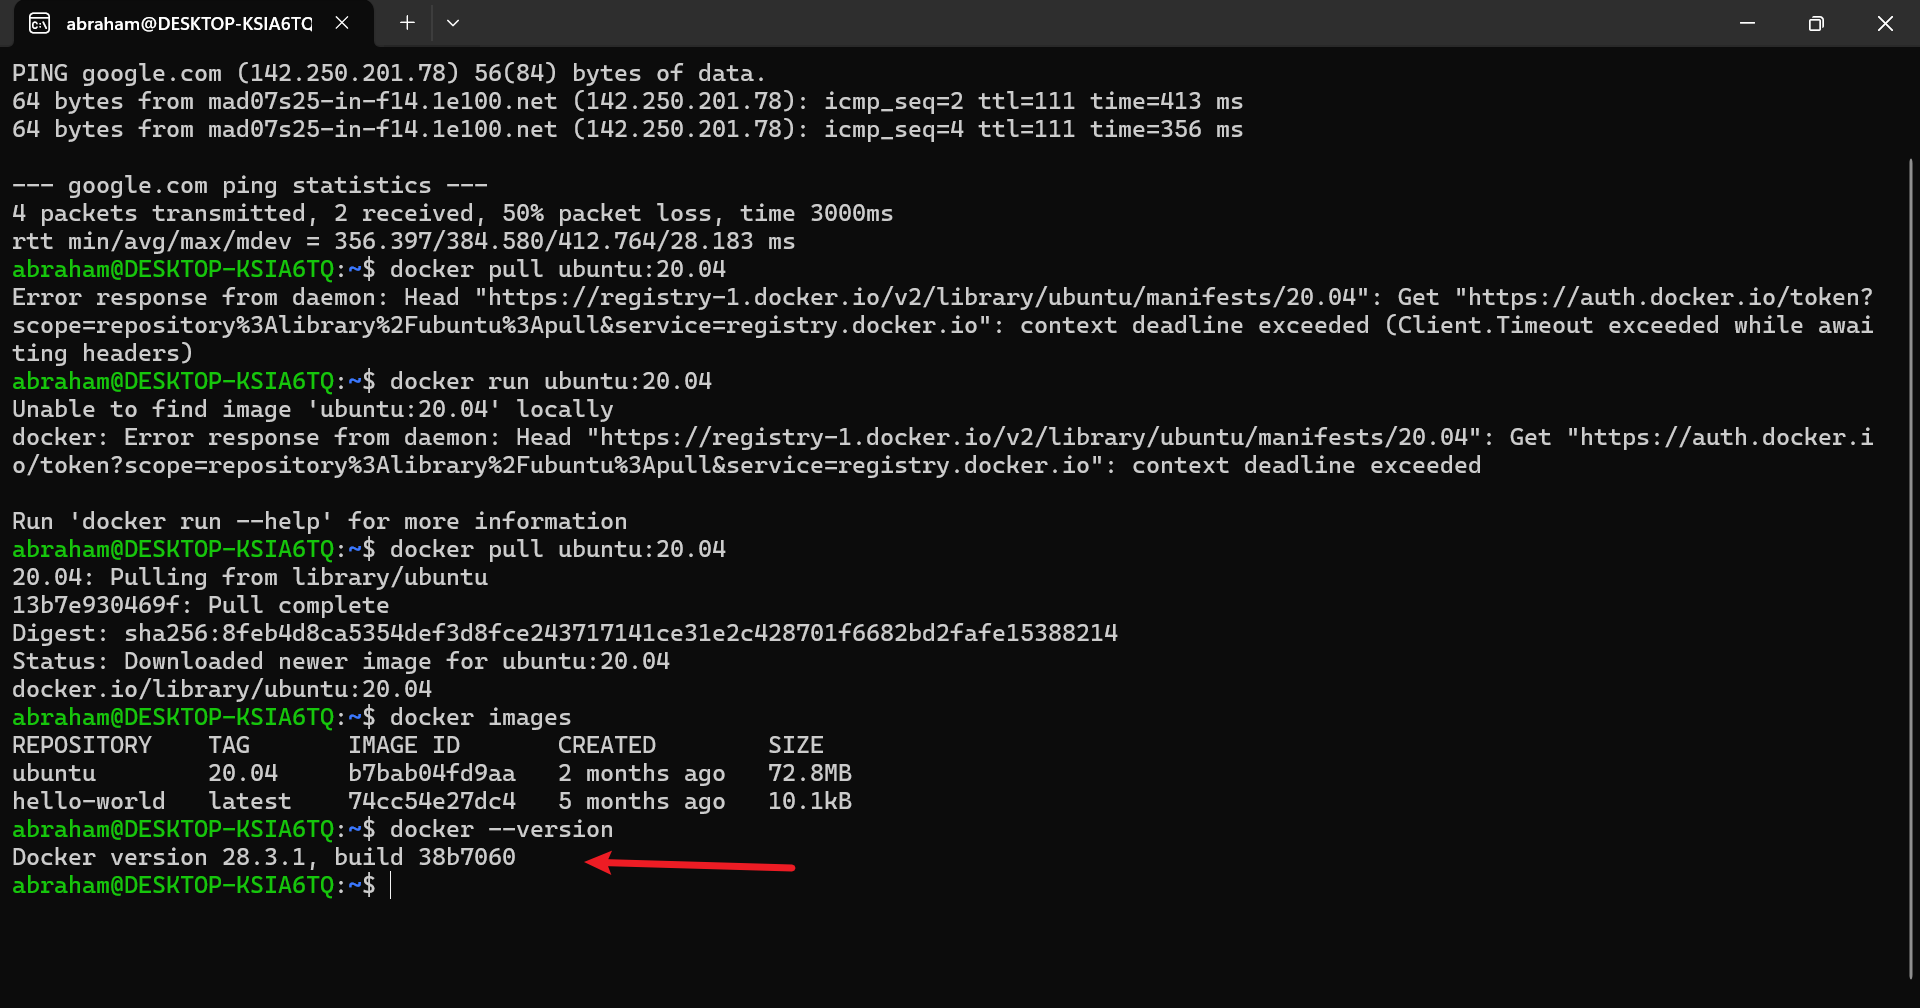 abraham@DESKTOP-KSIA6TQ
PING google.com (142.250.201.78) 56(84) bytes of data.
64 bytes from mad07s25-in-f14.1e100.net (142.250.201.78): icmp_seq=2 ttl=111 time=413 ms
64 bytes from mad07s25-in-f14.1e100.net (142.250.201.78): icmp_seq=4 ttl=111 time=356 ms
--- google.com ping statistics ---
4 packets transmitted, 2 received, 50% packet loss, time 3000ms
rtt min/avg/max/mdev = 356.397/384.580/412.764/28.183 ms
abraham@DESKTOP-KSIA6TQ:~$ docker pull ubuntu:20.04
Error response from daemon: Head "https://registry-1.docker.io/v2/library/ubuntu/manifests/20.04": Get "https://auth.docker.io/token?
scope=repository%3Alibrary%2Fubuntu%3Apull&service=registry.docker.io": context deadline exceeded (Client.Timeout exceeded while awai
ting headers)
abraham@DESKTOP-KSIA6TQ:~$ docker run ubuntu:20.04
Unable to find image 'ubuntu:20.04' locally
docker: Error response from daemon: Head "https://registry-1.docker.io/v2/library/ubuntu/manifests/20.04": Get "https://auth.docker.i
o/token?scope=repository%3Alibrary%2Fubuntu%3Apull&service=registry.docker.io": context deadline exceeded
Run 'docker run --help' for more information
abraham@DESKTOP-KSIA6TQ:~$ docker pull ubuntu:20.04
20.04: Pulling from library/ubuntu
13b7e930469f: Pull complete
Digest: sha256:8feb4d8ca5354def3d8fce243717141ce31e2c428701f6682bd2fafe15388214
Status: Downloaded newer image for ubuntu:20.04
docker.io/library/ubuntu:20.04
abraham@DESKTOP-KSIA6TQ:~$ docker images
REPOSITORY    TAG       IMAGE ID       CREATED        SIZE
ubuntu        20.04     b7bab04fd9aa   2 months ago   72.8MB
hello-world   latest    74cc54e27dc4   5 months ago   10.1kB
abraham@DESKTOP-KSIA6TQ:~$ docker --version
Docker version 28.3.1, build 38b7060
abraham@DESKTOP-KSIA6TQ:~$